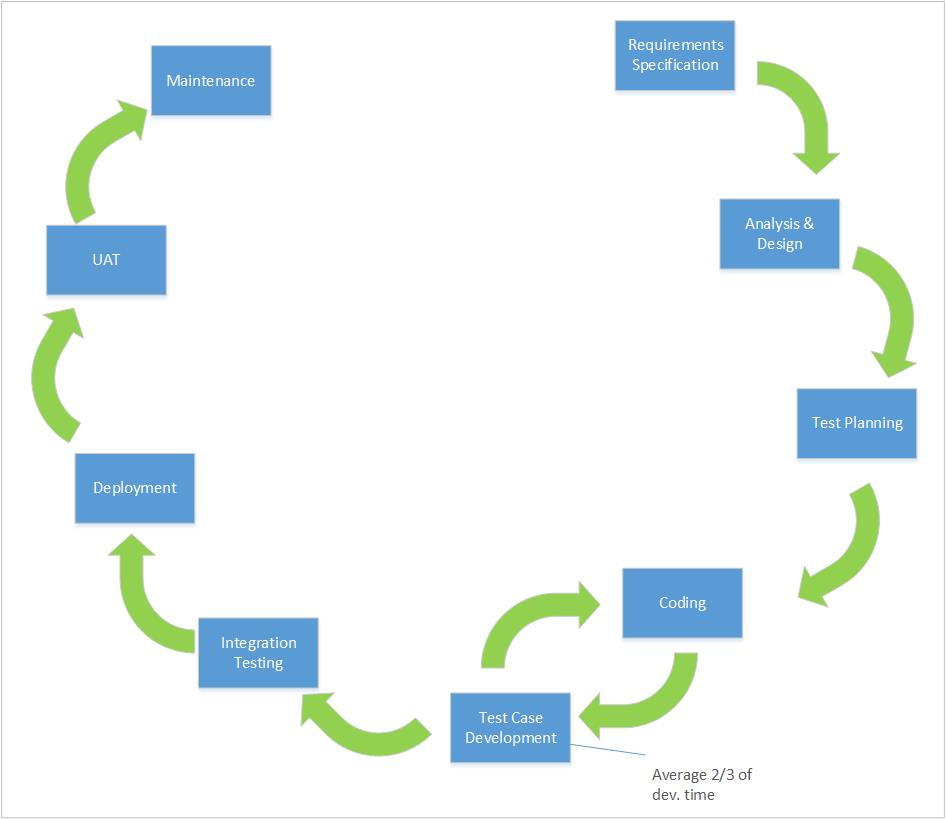 Requirements
Specification
Analysis &
Design
Test Planning
Coding
Test Case
Development
Average 2/3 of
dev. time
Integration
Testing
Deployment
UAT
Maintenance